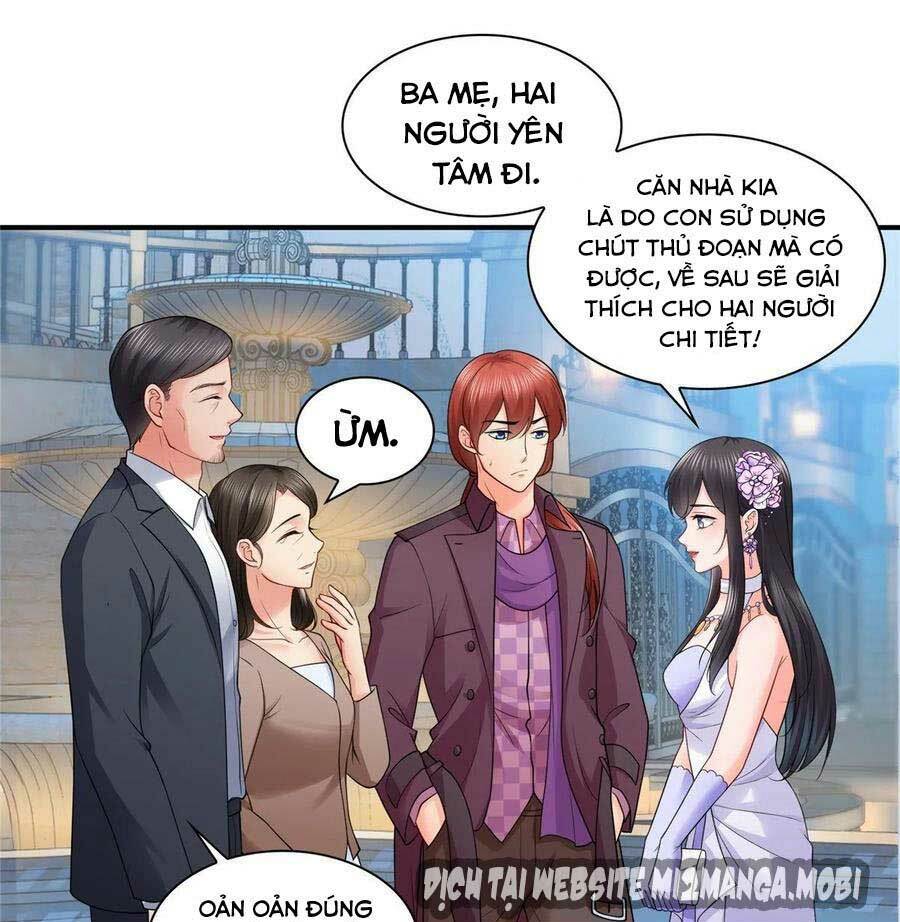 BA MẸ, HAI
NGƯỜI YÊN
TÂM ĐI.
CĂN NHÀ KIA
LÀ DO CON SỬ DỤNG
CHÚT THỦ ĐOẠN MÀ CÓ
ĐƯỢC, VỀ SAU SẼ GIẢI
THÍCH CHO HAI NGƯỜI
CHI TIẾT!
ỪM.
OẢN OẢN ĐÚNG
DỊCH TẠI WEBSITE MI2MANGA.MOBI